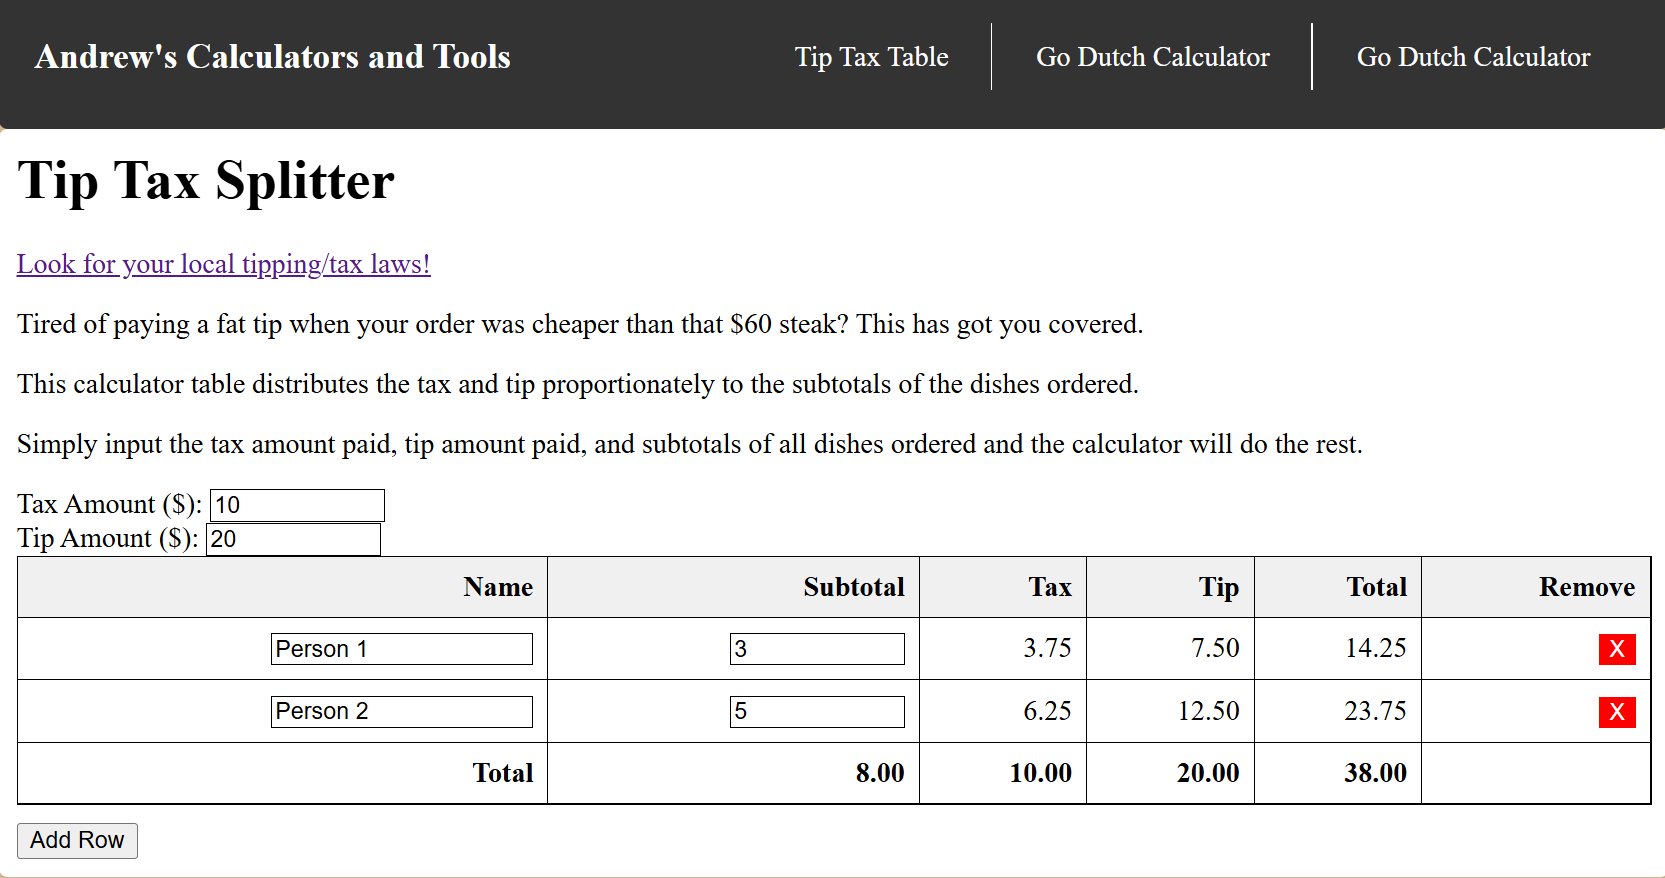 Andrew's Calculators and Tools Tip Tax Table Go Dutch Calculator Go Dutch Calculator
Tip Tax Splitter
Look for your local tipping/tax laws!
Tired of paying a fat tip when your order was cheaper than that $60 steak? This has got you covered.
This calculator table distributes the tax and tip proportionately to the subtotals of the dishes ordered.
Simply input the tax amount paid, tip amount paid, and subtotals of all dishes ordered and the calculator will do the rest.
Tax Amount ($): 10
Tip Amount ($): 20
Name Subtotal Tax Tip Total Remove
Person 1 3 3.75 7.50 14.25 X
Person 2 5 6.25 12.50 23.75 X
Total 8.00 10.00 20.00 38.00
Add Row